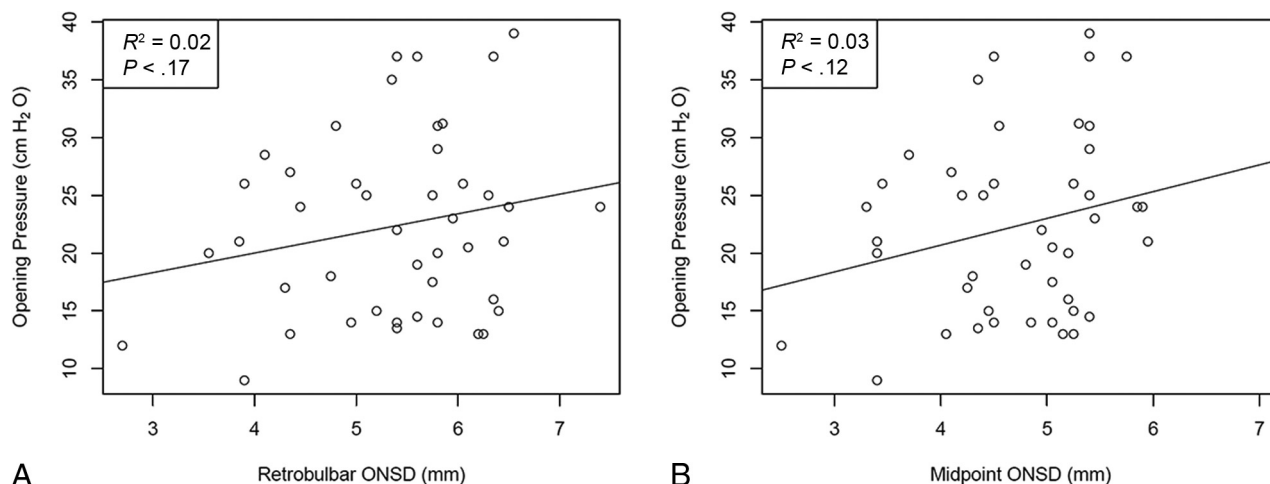 R² = 0.02
P < .17
Opening Pressure (cm H₂ O)
40
35
30
25
20
15
10
3 4 5 6 7
Retrobulbar ONSD (mm)
A
R² = 0.03
P < .12
Opening Pressure (cm H₂ O)
40
35
30
25
20
15
10
3 4 5 6 7
Midpoint ONSD (mm)
B